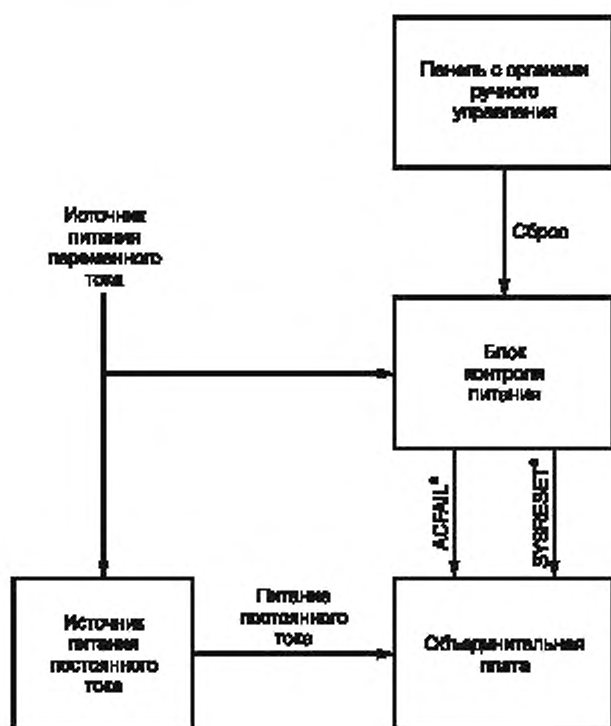 Панель с органами
ручного
управления
Сброс
Источник
питания
переменного
тока
Блок
контроля
питания
ACFAIL*
SYSRESET*
Питание
постоянного
тока
Источник
питания
постоянного
тока
Объединительная
плата